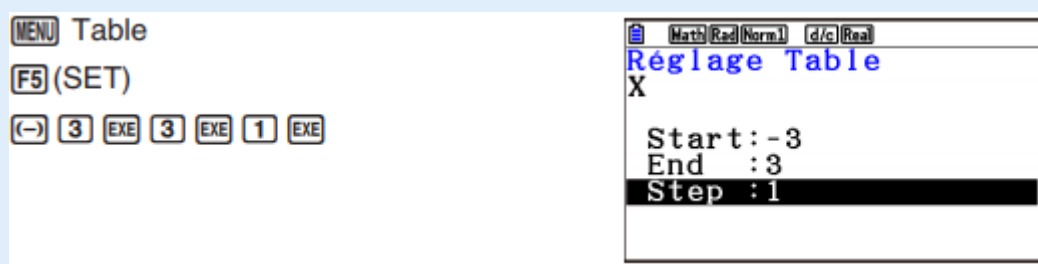 MENU Table
F5 (SET)
(-) 3 EXE 3 EXE 1 EXE
Math Rad Norm1 d/c Real
Réglage Table
X
Start:-3
End :3
Step :1